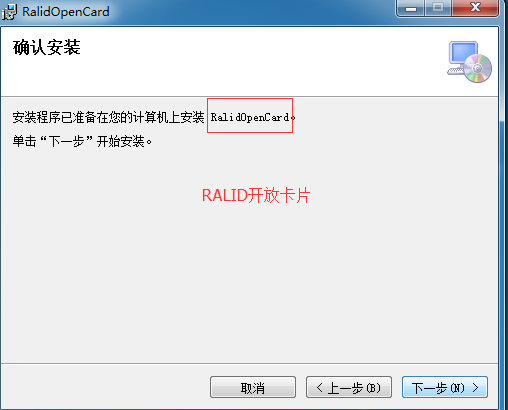 RalidOpenCard
确认安装
安装程序已准备在您的计算机上安装 RalidOpenCard。
单击“下一步”开始安装。
RALID开放卡片
取消
< 上一步(B)
下一步(N) >